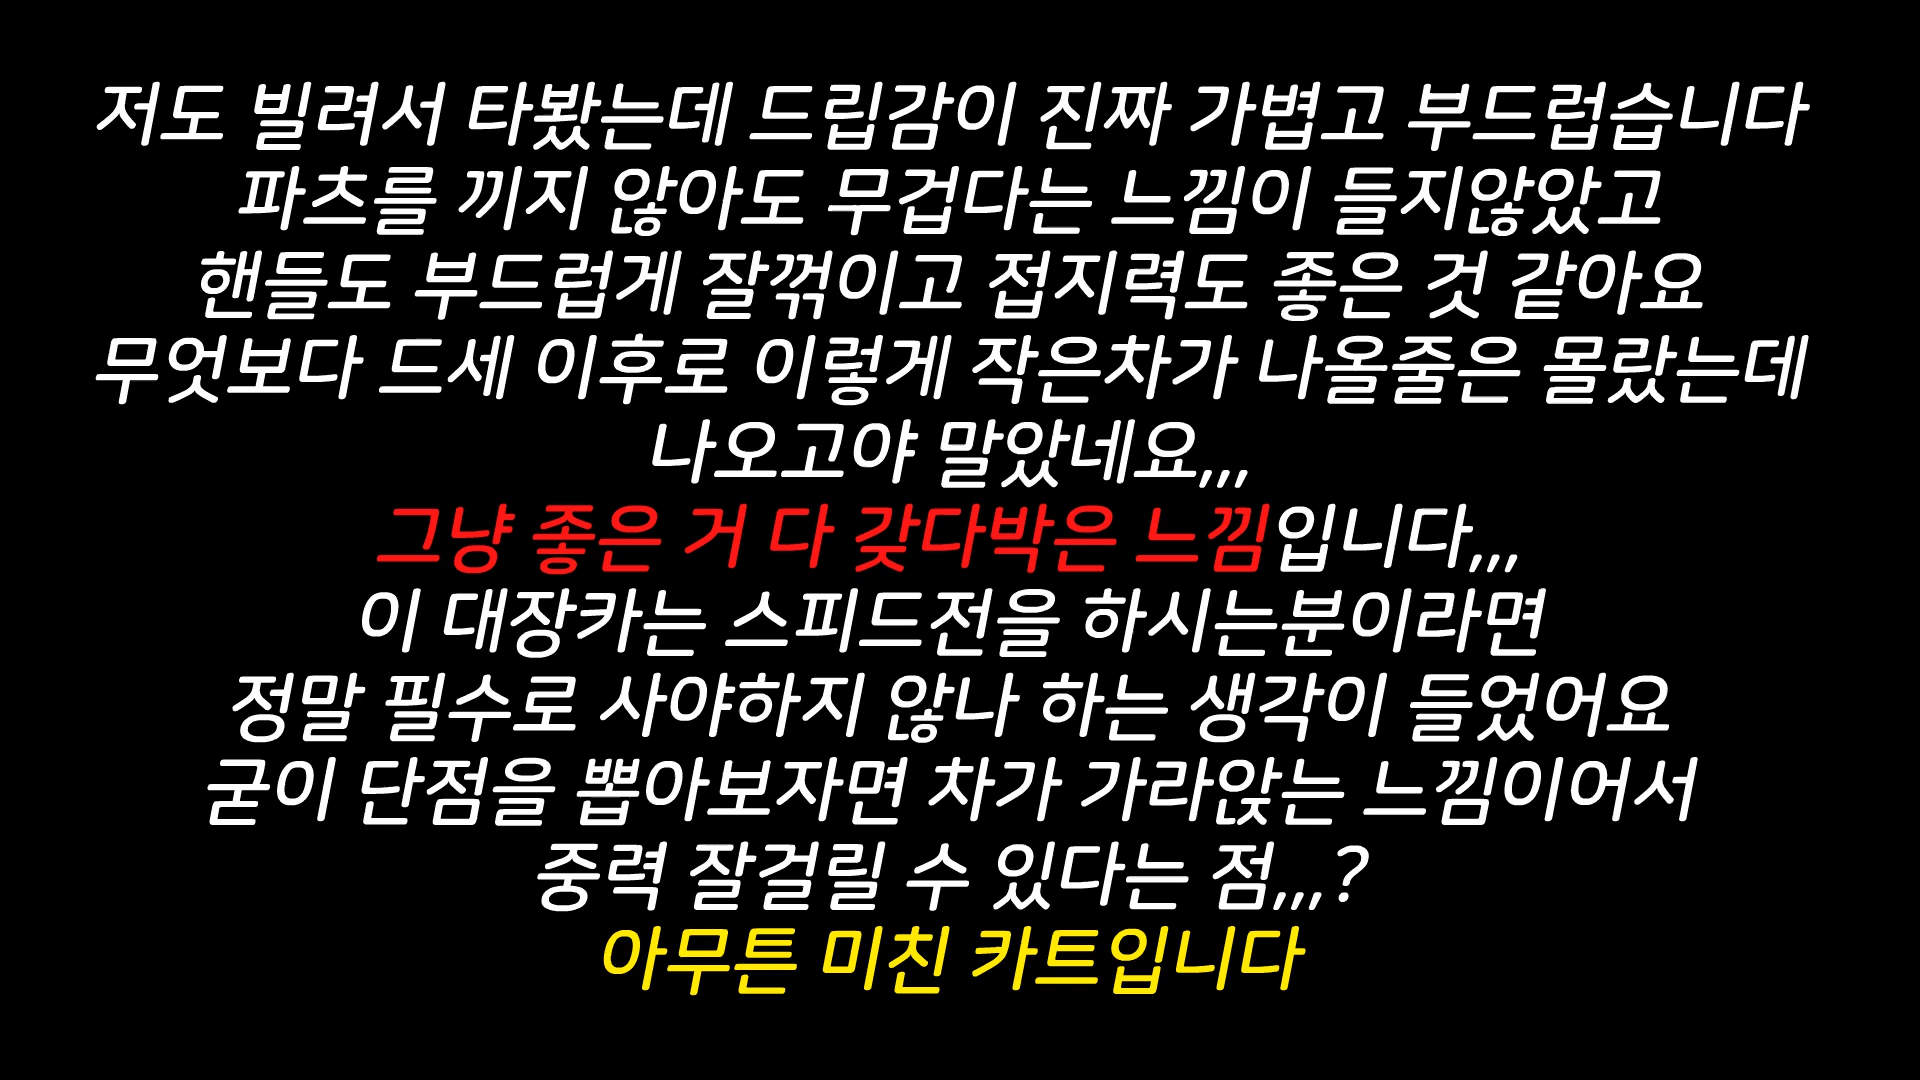 저도 빌려서 타봤는데 드립감이 진짜 가볍고 부드럽습니다
파츠를 끼지 않아도 무겁다는 느낌이 들지않았고
핸들도 부드럽게 잘꺾이고 접지력도 좋은 것 같아요
무엇보다 드세 이후로 이렇게 작은차가 나올줄은 몰랐는데
나오고야 말았네요,,,
그냥 좋은 거 다 갖다박은 느낌입니다,,,
이 대장카는 스피드전을 하시는분이라면
정말 필수로 사야하지 않나 하는 생각이 들었어요
굳이 단점을 뽑아보자면 차가 가라앉는 느낌이어서
중력 잘걸릴 수 있다는 점,,,?
아무튼 미친 카트입니다